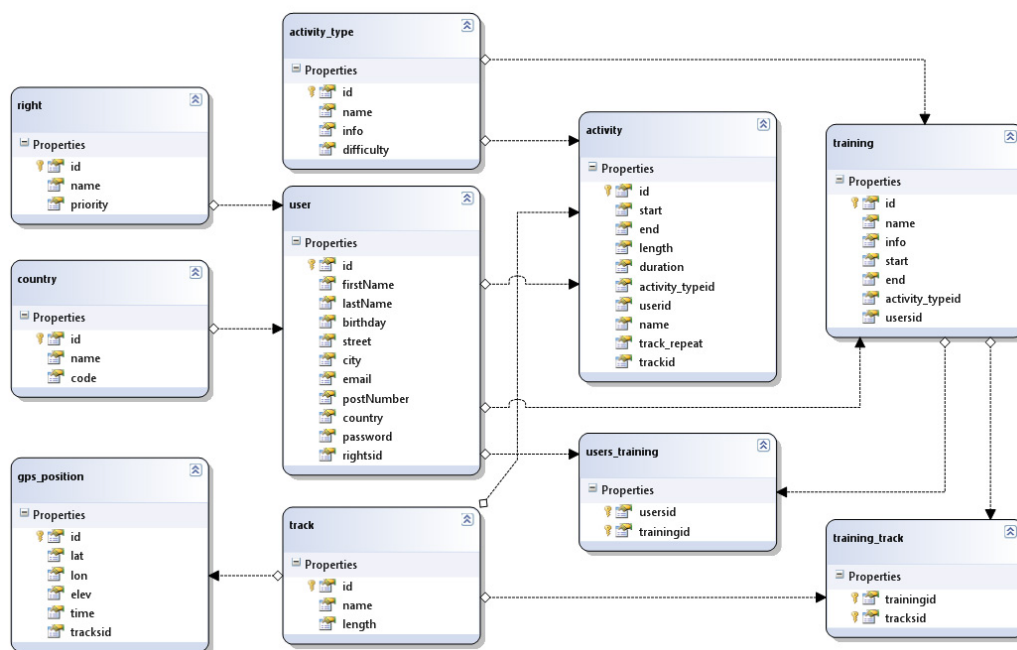 activity_type
Properties
id
name
info
difficulty
right
Properties
id
name
priority
user
Properties
id
firstName
lastName
birthday
street
city
email
postNumber
country
password
rightsid
country
Properties
id
name
code
gps_position
Properties
id
lat
lon
elev
time
tracksid
track
Properties
id
name
length
activity
Properties
id
start
end
length
duration
activity_typeid
userid
name
track_repeat
trackid
users_training
Properties
usersid
trainingid
training
Properties
id
name
info
start
end
activity_typeid
usersid
training_track
Properties
trainingid
tracksid